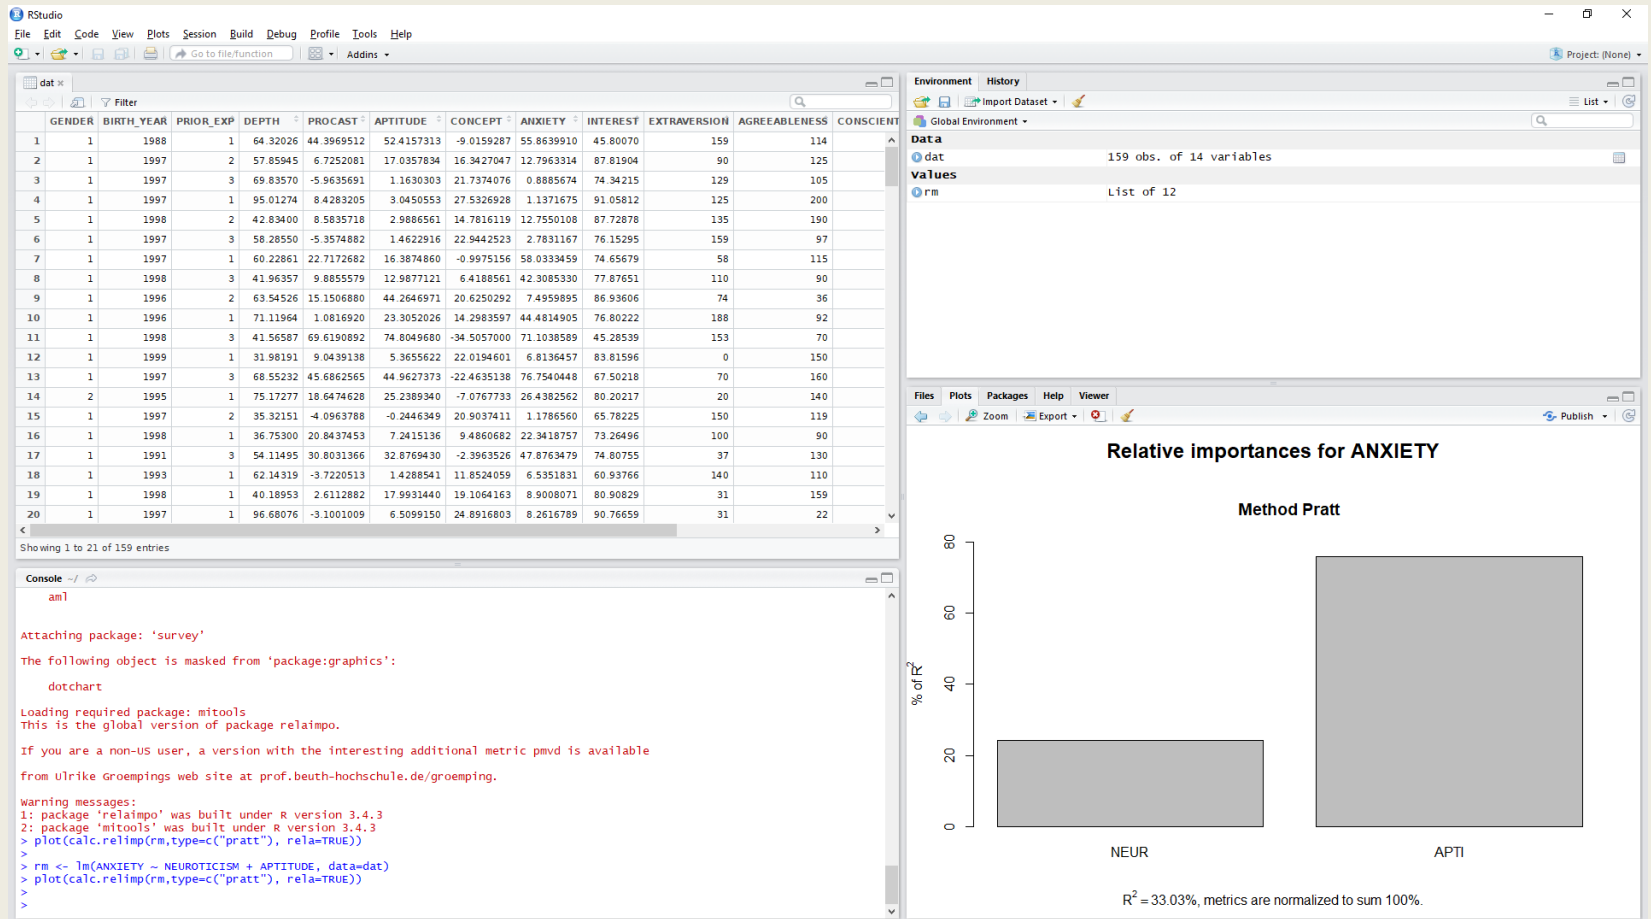 RStudio
File Edit Code View Plots Session Build Debug Profile Tools Help
Go to file/function Addins Project: (None)
dat
Filter
GENDER BIRTH_YEAR PRIOR_EXP DEPTH PROCAST APTITUDE CONCEPT ANXIETY INTEREST EXTRAVERSION AGREEABLENESS CONSCIENT
1 1 1988 1 64.32026 44.3969512 52.4157313 -9.0159287 55.8639910 45.80070 159 114
2 1 1997 2 57.85945 6.7252081 17.0357834 16.3427047 12.7963314 87.81904 90 125
3 1 1997 3 69.83570 -5.9635691 1.1630303 21.7374076 0.8885674 74.34215 129 105
4 1 1997 1 95.01274 8.4283205 3.0450553 27.5326928 1.1371675 91.05812 125 200
5 1 1998 2 42.83400 8.5835718 2.9886561 14.7816119 12.7550108 87.72878 135 190
6 1 1997 3 58.28550 -5.3574882 1.4622916 22.9442523 2.7831167 76.15295 159 97
7 1 1997 1 60.22861 22.7172682 16.3874860 -0.9975156 58.0333459 74.65679 58 115
8 1 1998 3 41.96357 9.8855579 12.9877121 6.4188561 42.3085330 77.87651 110 90
9 1 1996 2 63.54526 15.1506880 44.2646971 20.6250292 7.4959895 86.93606 74 36
10 1 1996 1 71.11964 1.0816920 23.3052026 14.2983597 44.4814905 76.80222 188 92
11 1 1998 3 41.56587 69.6190892 74.8049680 -34.5057000 71.1038589 45.28539 153 70
12 1 1999 1 31.98191 9.0439138 5.3655622 22.0194601 6.8136457 83.81596 0 150
13 1 1997 3 68.55232 45.6862565 44.9627373 -22.4635138 76.7540448 67.50218 70 160
14 2 1995 1 75.17277 18.6474628 25.2389340 -7.0767733 26.4382562 80.20217 20 140
15 1 1997 2 35.32151 -4.0963788 -0.2446349 20.9037411 1.1786560 65.78225 150 119
16 1 1998 1 36.75300 20.8437453 7.2415136 9.4860682 22.3418757 73.26496 100 90
17 1 1991 3 54.11495 30.8031366 32.8769430 -2.3963526 47.8763479 74.80755 37 130
18 1 1993 1 62.14319 -3.7220513 1.4288541 11.8524059 6.5351831 60.93766 140 110
19 1 1998 1 40.18953 2.6112882 17.9931440 19.1064163 8.9008071 80.90829 31 159
20 1 1997 1 96.68076 -3.1001009 6.5099150 24.8916803 8.2616789 90.76659 31 22
Showing 1 to 21 of 159 entries
Console ~/
aml
Attaching package: ‘survey’
The following object is masked from ‘package:graphics’:
dotchart
Loading required package: mitools
This is the global version of package relaimpo.
If you are a non-US user, a version with the interesting additional metric pmvd is available
from Ulrike Groempings web site at prof.beuth-hochschule.de/groemping.
Warning messages:
1: package ‘relaimpo’ was built under R version 3.4.3
2: package ‘mitools’ was built under R version 3.4.3
> plot(calc.relimp(rm,type=c("pratt"), rela=TRUE))
>
> rm <- lm(ANXIETY ~ NEUROTICISM + APTITUDE, data=dat)
> plot(calc.relimp(rm,type=c("pratt"), rela=TRUE))
>
>
Environment History
Import Dataset List
Global Environment
Data
dat 159 obs. of 14 variables
Values
rm List of 12
Files Plots Packages Help Viewer
Zoom Export Publish
Relative importances for ANXIETY
Method Pratt
% of R²
80
60
40
20
0
NEUR APTI
R² = 33.03%, metrics are normalized to sum 100%.